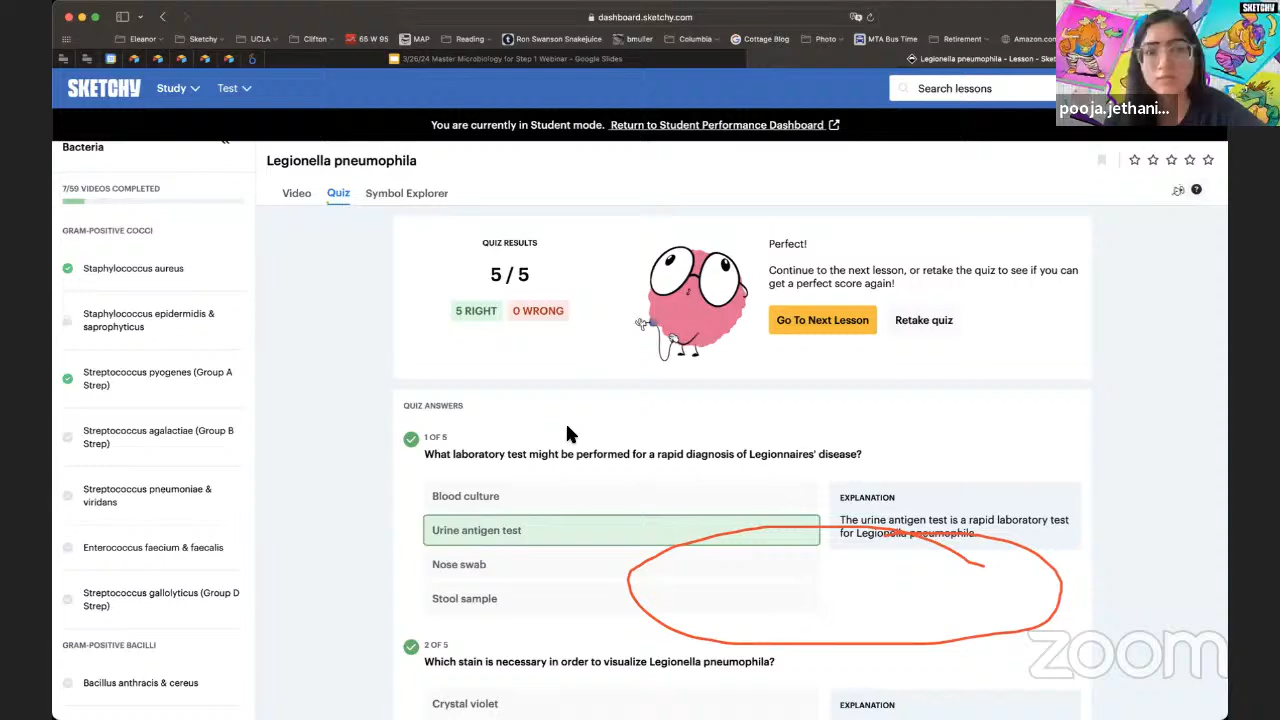 dashboard.sketchy.com
SKETCHY
Eleanor
Sketchy
UCLA
Clifton
65 W 95
MAP
Reading
Ron Swanson Snakejuice
bmuller
Columbia
Cottage Blog
Photo
MTA Bus Time
Retirement
Amazon.com
3/26/24 Master Microbiology for Step 1 Webinar - Google Slides
Legionella pneumophila - Lesson - Sket
pooja.jethani...
SKETCHY
Study
Test
Search lessons
You are currently in Student mode. Return to Student Performance Dashboard
Bacteria
7/59 VIDEOS COMPLETED
GRAM-POSITIVE COCCI
Staphylococcus aureus
Staphylococcus epidermidis &
saprophyticus
Streptococcus pyogenes (Group A
Strep)
Streptococcus agalactiae (Group B
Strep)
Streptococcus pneumoniae &
viridans
Enterococcus faecium & faecalis
Streptococcus gallolyticus (Group D
Strep)
GRAM-POSITIVE BACILLI
Bacillus anthracis & cereus
Legionella pneumophila
Video
Quiz
Symbol Explorer
QUIZ RESULTS
5 / 5
5 RIGHT
0 WRONG
Perfect!
Continue to the next lesson, or retake the quiz to see if you can
get a perfect score again!
Go To Next Lesson
Retake quiz
QUIZ ANSWERS
1 OF 5
What laboratory test might be performed for a rapid diagnosis of Legionnaires' disease?
Blood culture
Urine antigen test
Nose swab
Stool sample
EXPLANATION
The urine antigen test is a rapid laboratory test
for Legionella pneumophila.
2 OF 5
Which stain is necessary in order to visualize Legionella pneumophila?
Crystal violet
EXPLANATION
zoom